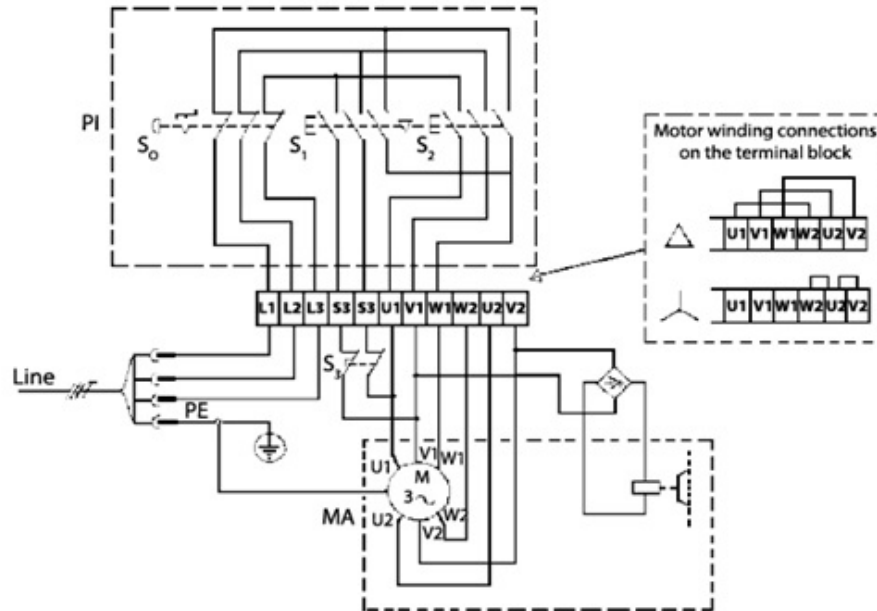 PI
S0
S1
S2
Motor winding connections
on the terminal block
U1 V1 W1 W2 U2 V2
U1 V1 W1 W2 U2 V2
L1 L2 L3 S3 S3 U1 V1 W1 W2 U2 V2
S3
Line
PE
U1 V1 W1
M
3
MA U2 V2 W2